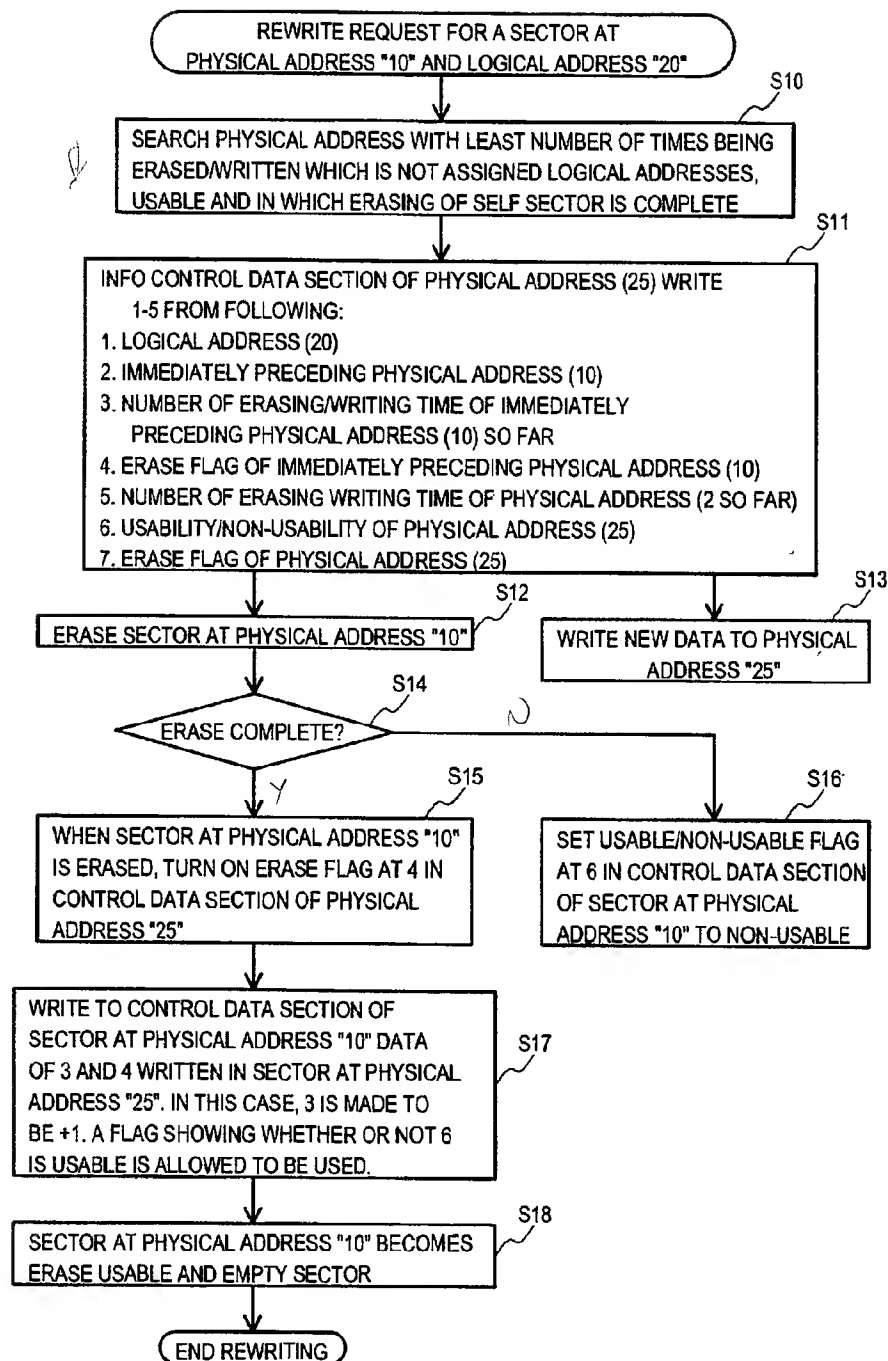 REWRITE REQUEST FOR A SECTOR AT
PHYSICAL ADDRESS "10" AND LOGICAL ADDRESS "20"
S10
SEARCH PHYSICAL ADDRESS WITH LEAST NUMBER OF TIMES BEING
ERASED/WRITTEN WHICH IS NOT ASSIGNED LOGICAL ADDRESSES,
USABLE AND IN WHICH ERASING OF SELF SECTOR IS COMPLETE
S11
INFO CONTROL DATA SECTION OF PHYSICAL ADDRESS (25) WRITE
1-5 FROM FOLLOWING:
1. LOGICAL ADDRESS (20)
2. IMMEDIATELY PRECEDING PHYSICAL ADDRESS (10)
3. NUMBER OF ERASING/WRITING TIME OF IMMEDIATELY
PRECEDING PHYSICAL ADDRESS (10) SO FAR
4. ERASE FLAG OF IMMEDIATELY PRECEDING PHYSICAL ADDRESS (10)
5. NUMBER OF ERASING WRITING TIME OF PHYSICAL ADDRESS (2 SO FAR)
6. USABILITY/NON-USABILITY OF PHYSICAL ADDRESS (25)
7. ERASE FLAG OF PHYSICAL ADDRESS (25)
S12
ERASE SECTOR AT PHYSICAL ADDRESS "10"
S13
WRITE NEW DATA TO PHYSICAL
ADDRESS "25"
S14
ERASE COMPLETE?
N
Y
S15
WHEN SECTOR AT PHYSICAL ADDRESS "10"
IS ERASED, TURN ON ERASE FLAG AT 4 IN
CONTROL DATA SECTION OF PHYSICAL
ADDRESS "25"
S16
SET USABLE/NON-USABLE FLAG
AT 6 IN CONTROL DATA SECTION
OF SECTOR AT PHYSICAL
ADDRESS "10" TO NON-USABLE
WRITE TO CONTROL DATA SECTION OF
SECTOR AT PHYSICAL ADDRESS "10" DATA
OF 3 AND 4 WRITTEN IN SECTOR AT PHYSICAL
ADDRESS "25". IN THIS CASE, 3 IS MADE TO
BE +1. A FLAG SHOWING WHETHER OR NOT 6
IS USABLE IS ALLOWED TO BE USED.
S17
S18
SECTOR AT PHYSICAL ADDRESS "10" BECOMES
ERASE USABLE AND EMPTY SECTOR
END REWRITING